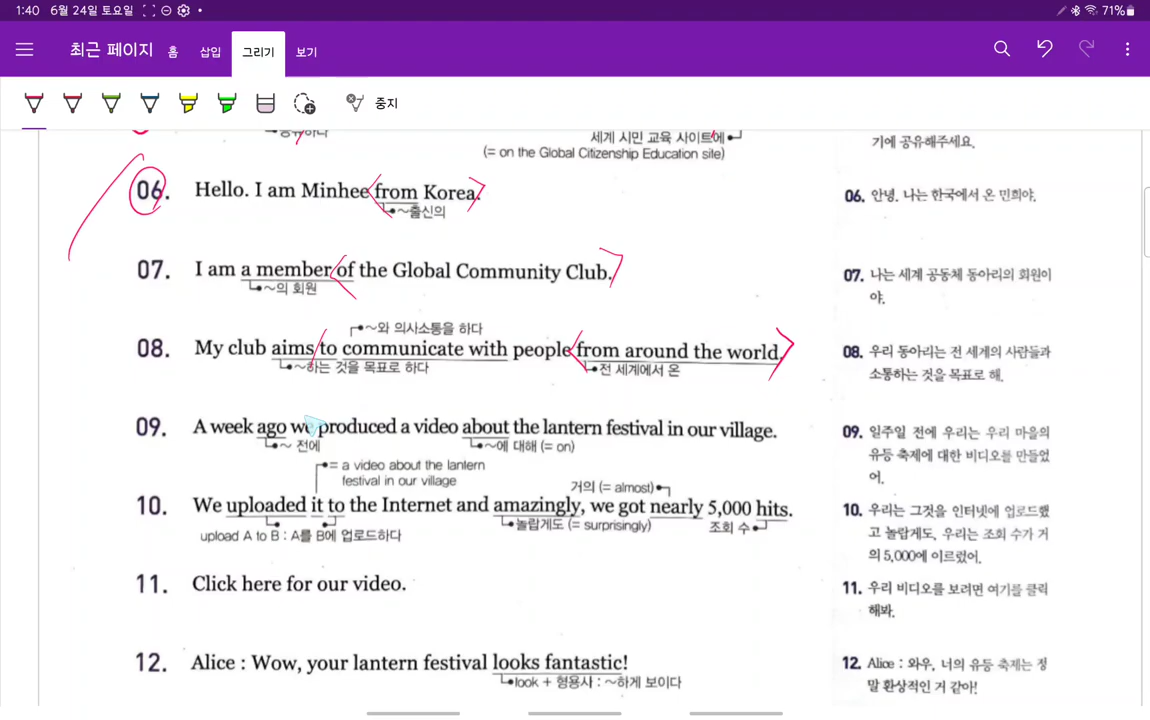 1:40 6월 24일 토요일 71%
최근 페이지 홈 삽입 그리기 보기
중지
공유하다 세계 시민 교육 사이트에
(= on the Global Citizenship Education site)
기에 공유해주세요.
06. Hello. I am Minhee from Korea.
~출신의
06. 안녕. 나는 한국에서 온 민희야.
07. I am a member of the Global Community Club.
~의 회원
07. 나는 세계 공동체 동아리의 회원이
야.
~와 의사소통을 하다
08. My club aims to communicate with people from around the world.
~하는 것을 목표로 하다 전 세계에서 온
08. 우리 동아리는 전 세계의 사람들과
소통하는 것을 목표로 해.
09. A week ago we produced a video about the lantern festival in our village.
~ 전에 ~에 대해 (= on)
09. 일주일 전에 우리는 우리 마을의
유등 축제에 대한 비디오를 만들었
어.
= a video about the lantern
festival in our village
거의 (= almost)
10. We uploaded it to the Internet and amazingly, we got nearly 5,000 hits.
놀랍게도 (= surprisingly) 조회 수
upload A to B : A를 B에 업로드하다
10. 우리는 그것을 인터넷에 업로드했
고 놀랍게도, 우리는 조회 수가 거
의 5,000에 이르렀어.
11. Click here for our video.
11. 우리 비디오를 보려면 여기를 클릭
해봐.
12. Alice : Wow, your lantern festival looks fantastic!
look + 형용사 : ~하게 보이다
12. Alice : 와우, 너의 유등 축제는 정
말 환상적인 거 같아!